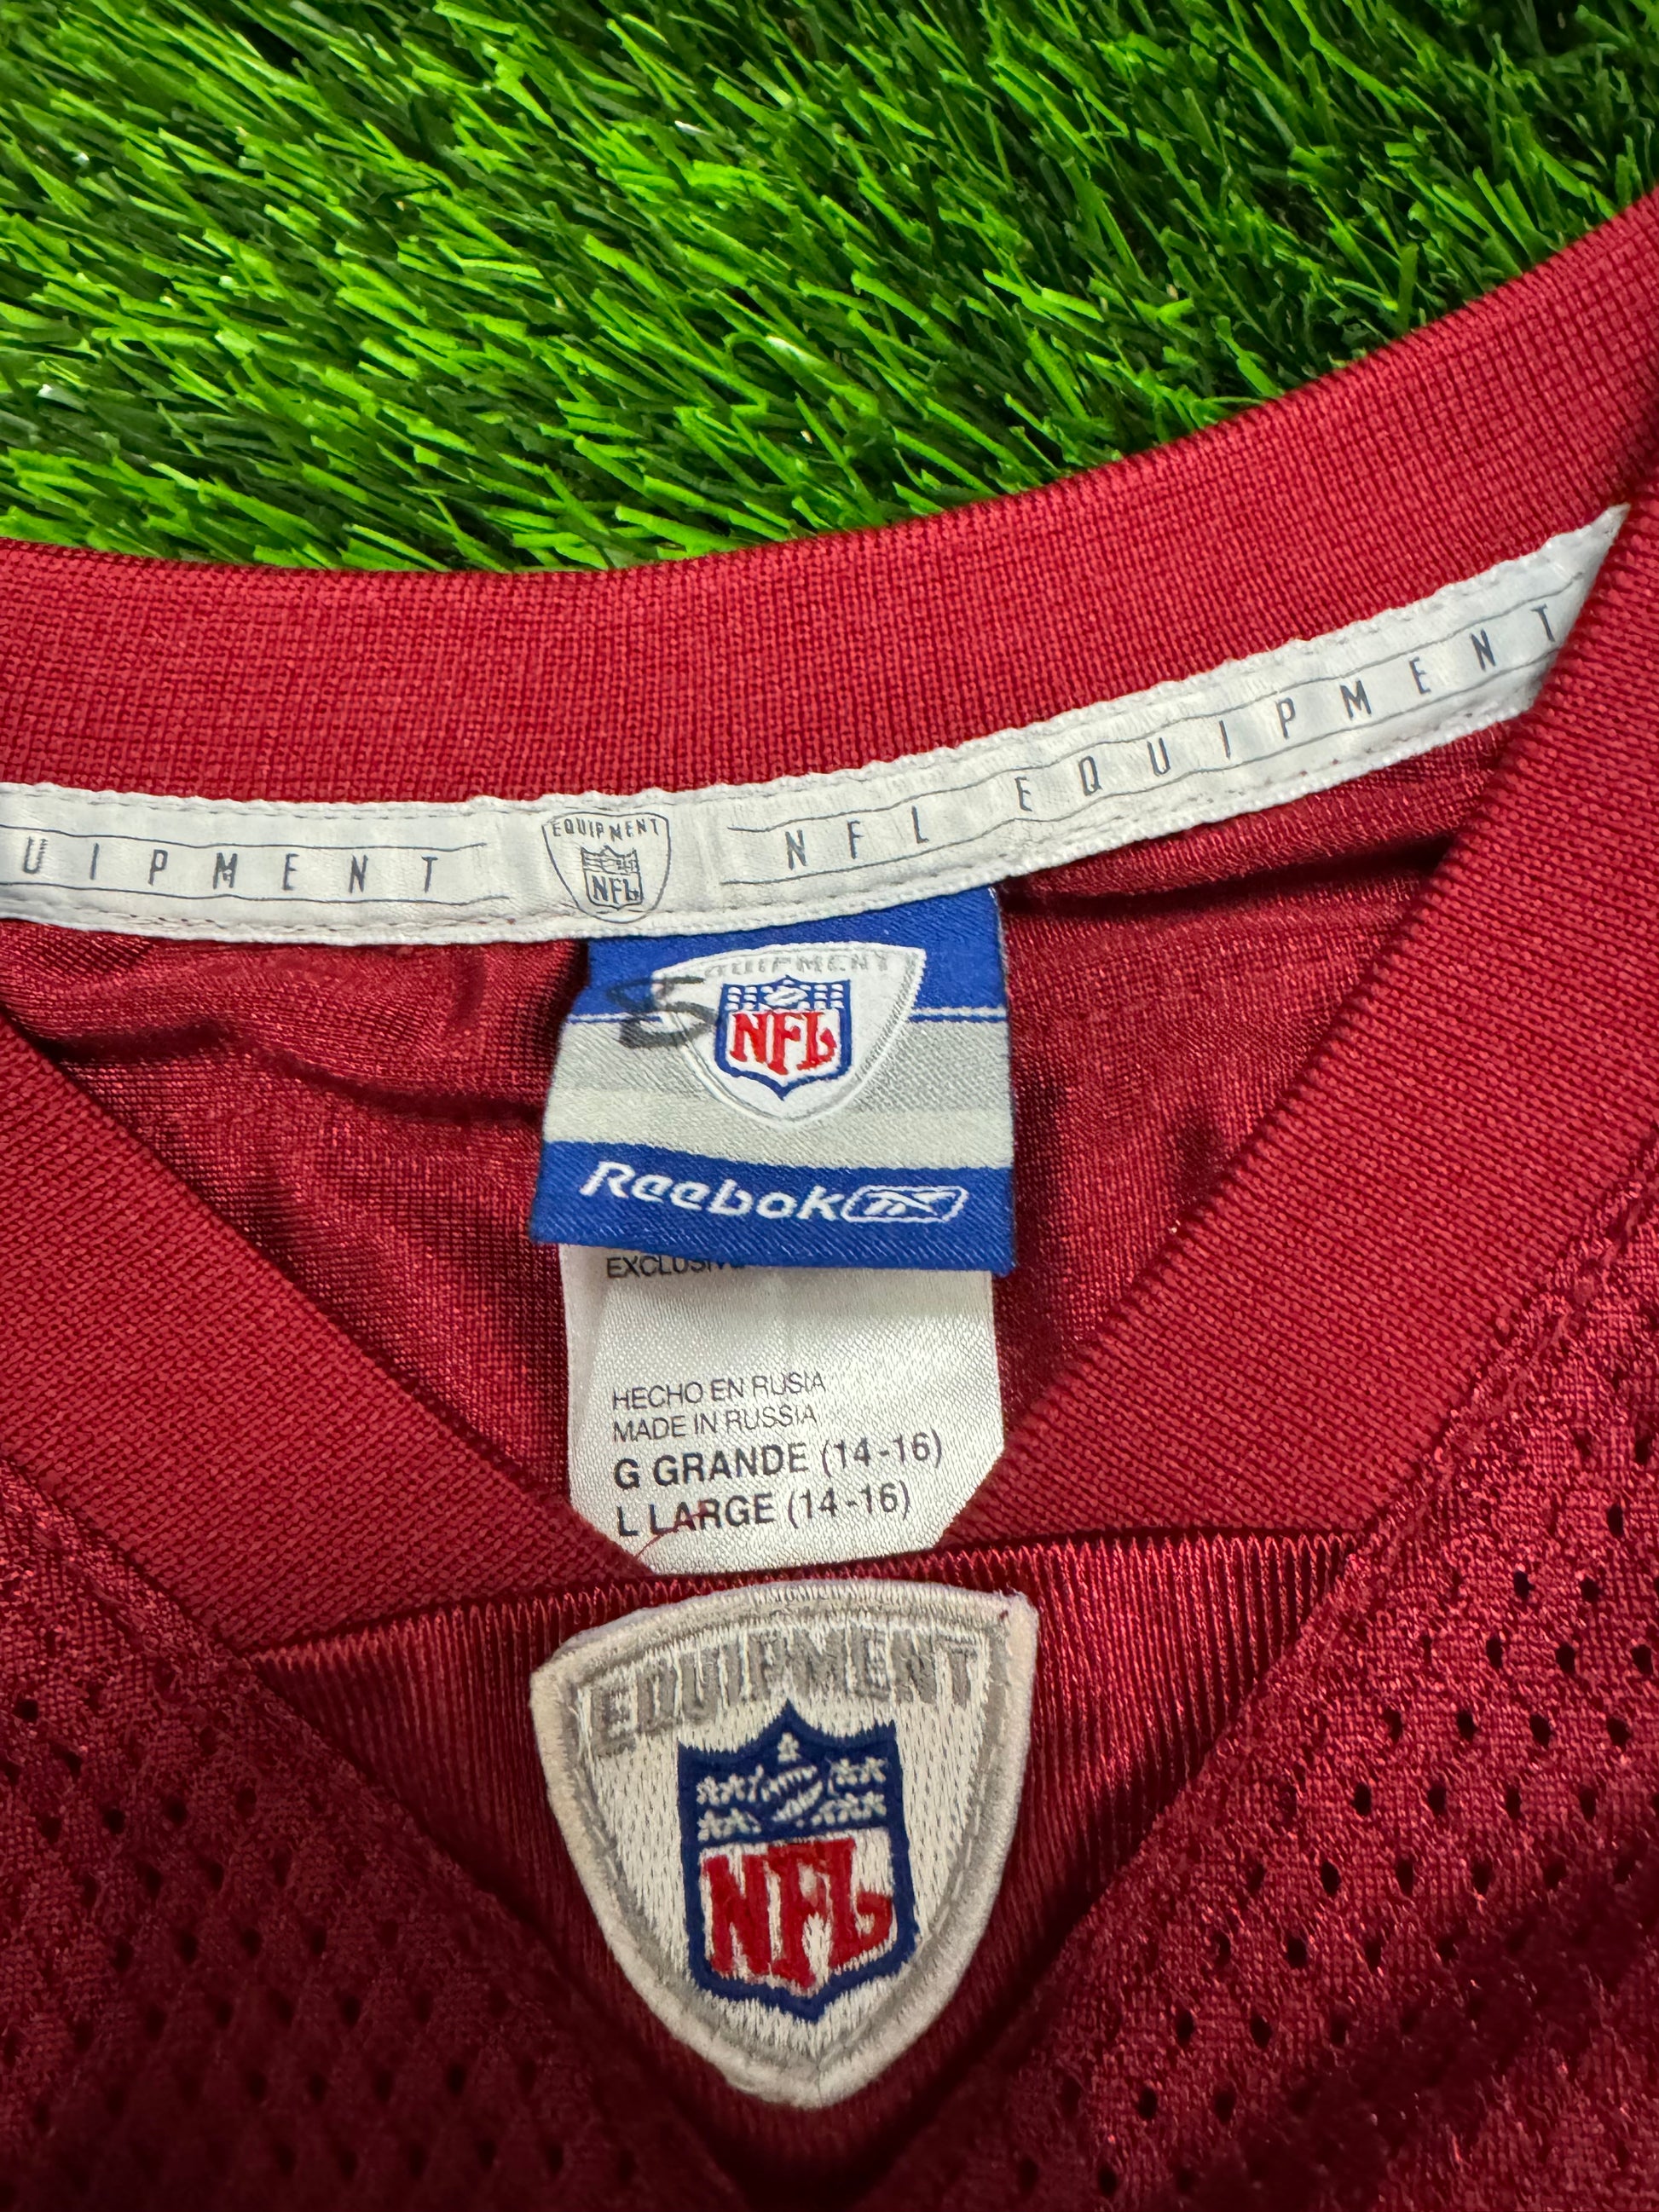 UIPMENT
EQUIPMENT
NFL
NFL EQUIPMENT
S
EQUIPMENT
NFL
Reebok
EXCLUSIV
HECHO EN RUSIA
MADE IN RUSSIA
G GRANDE (14-16)
L LARGE (14-16)
EQUIPMENT
NFL